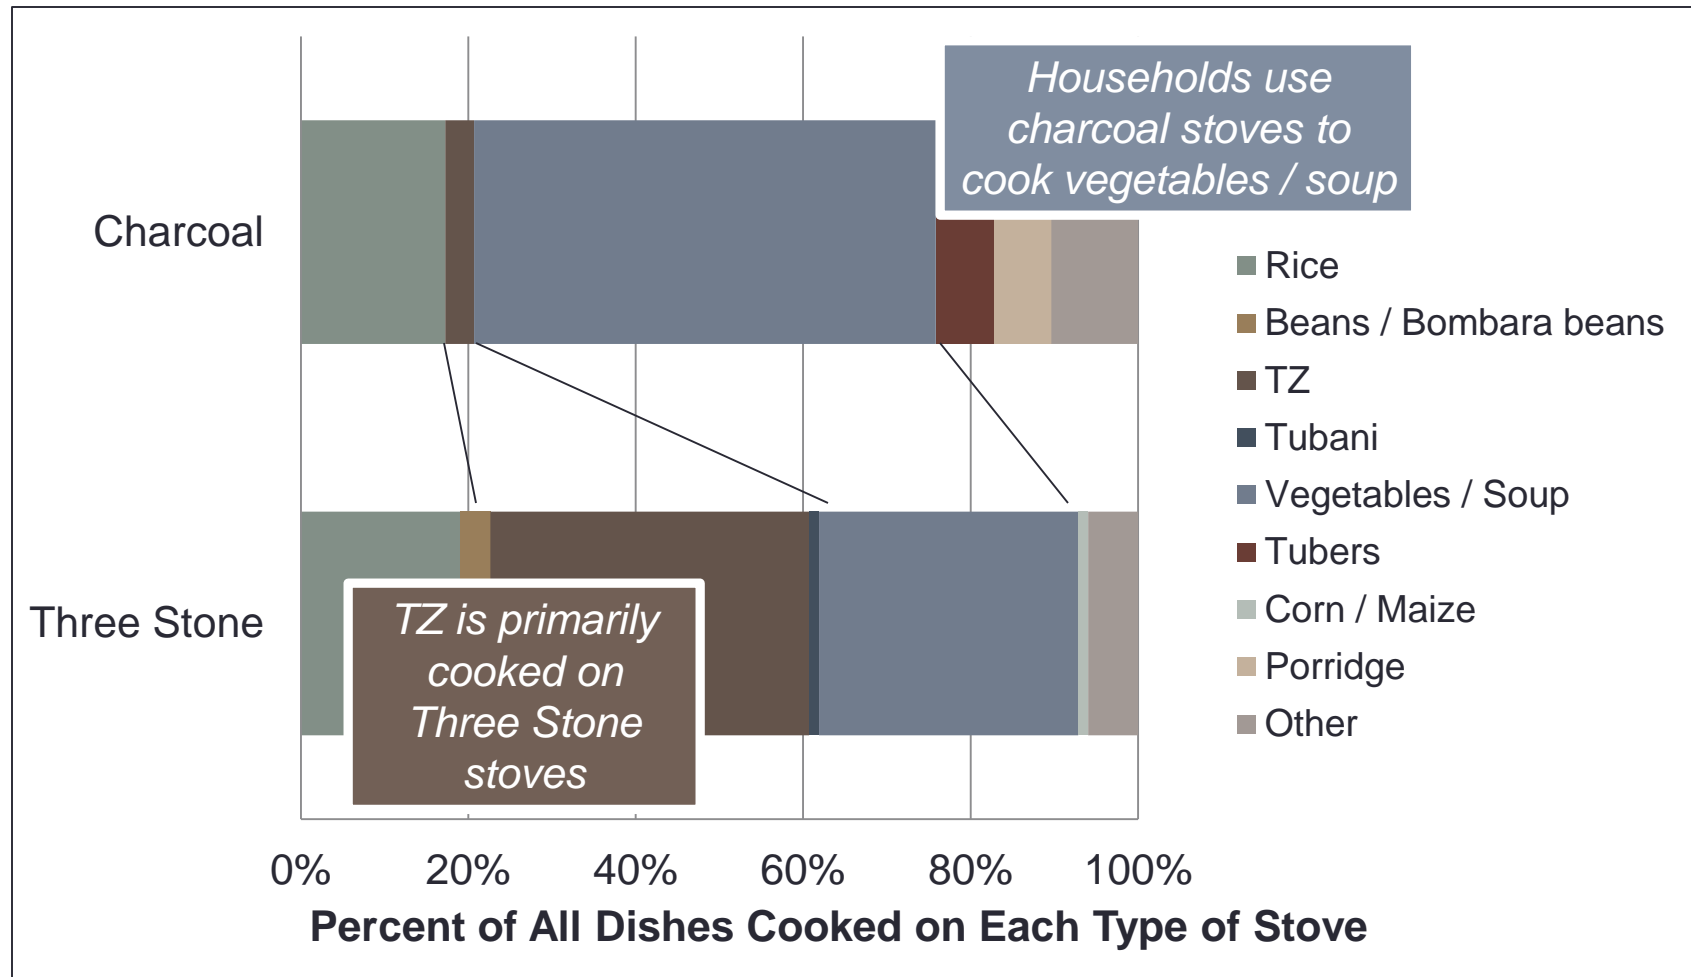 Households use
charcoal stoves to
cook vegetables / soup
Charcoal
Rice
Beans / Bombara beans
TZ
Tubani
Vegetables / Soup
Tubers
Corn / Maize
Porridge
Other
Three Stone
TZ is primarily
cooked on
Three Stone
stoves
0% 20% 40% 60% 80% 100%
Percent of All Dishes Cooked on Each Type of Stove